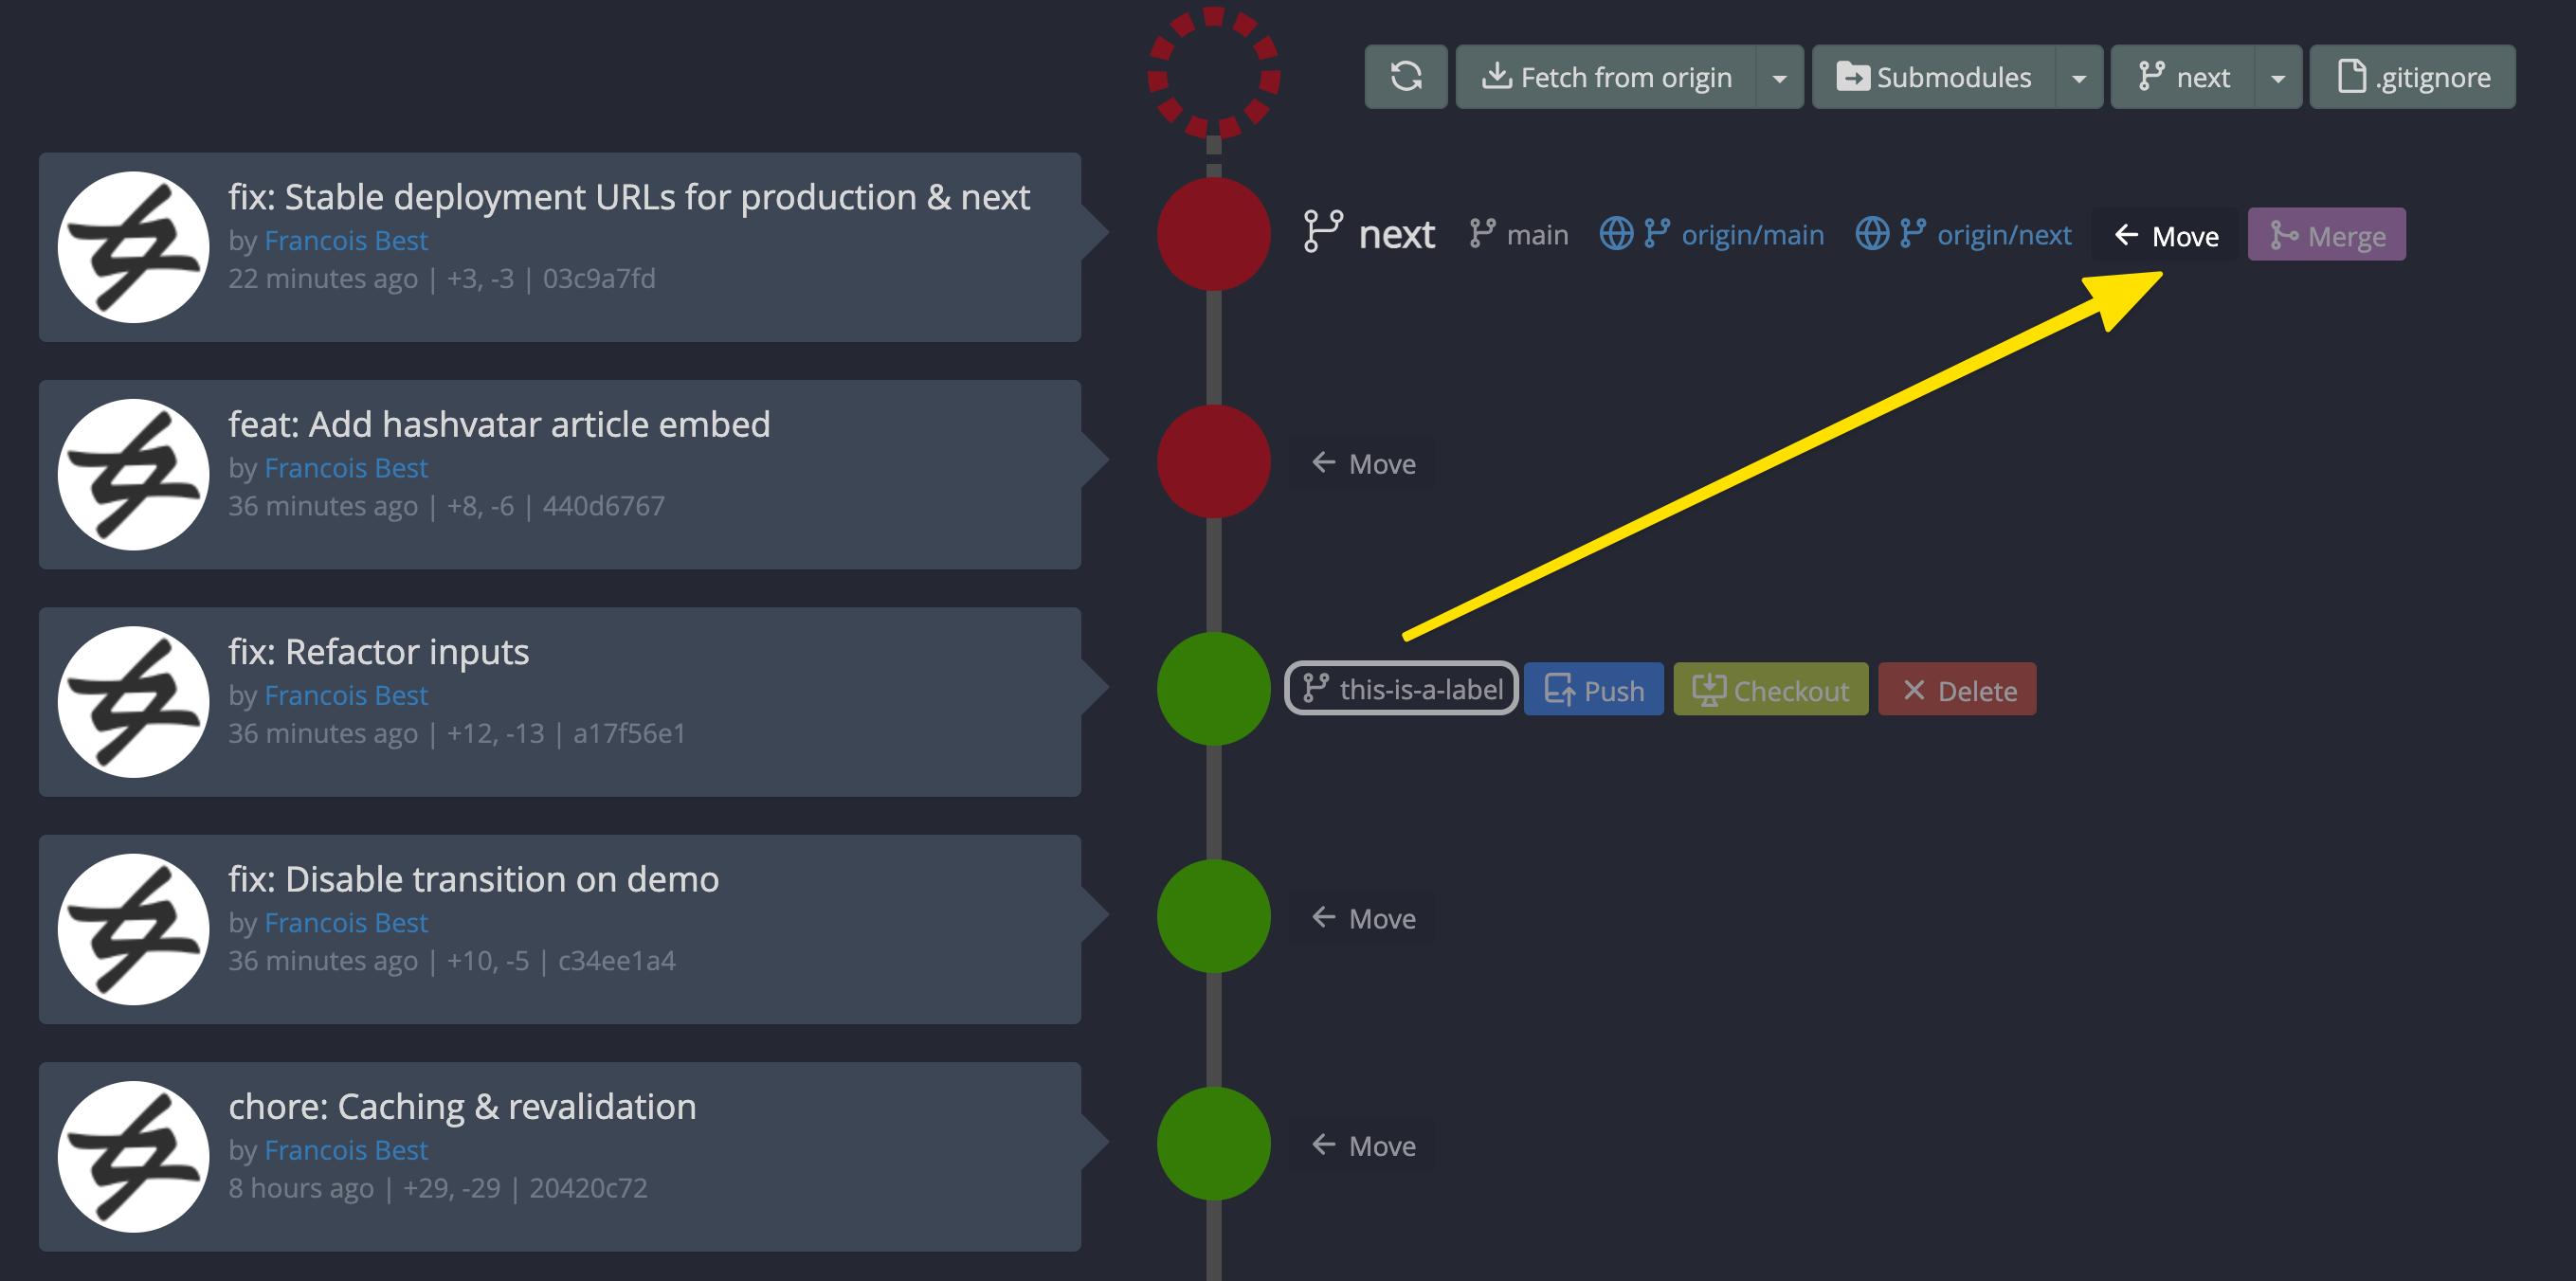 Fetch from origin
Submodules
next
.gitignore
fix: Stable deployment URLs for production & next
by Francois Best
22 minutes ago | +3, -3 | 03c9a7fd
next
main
origin/main
origin/next
Move
Merge
feat: Add hashvatar article embed
by Francois Best
36 minutes ago | +8, -6 | 440d6767
Move
fix: Refactor inputs
by Francois Best
36 minutes ago | +12, -13 | a17f56e1
this-is-a-label
Push
Checkout
Delete
fix: Disable transition on demo
by Francois Best
36 minutes ago | +10, -5 | c34ee1a4
Move
chore: Caching & revalidation
by Francois Best
8 hours ago | +29, -29 | 20420c72
Move